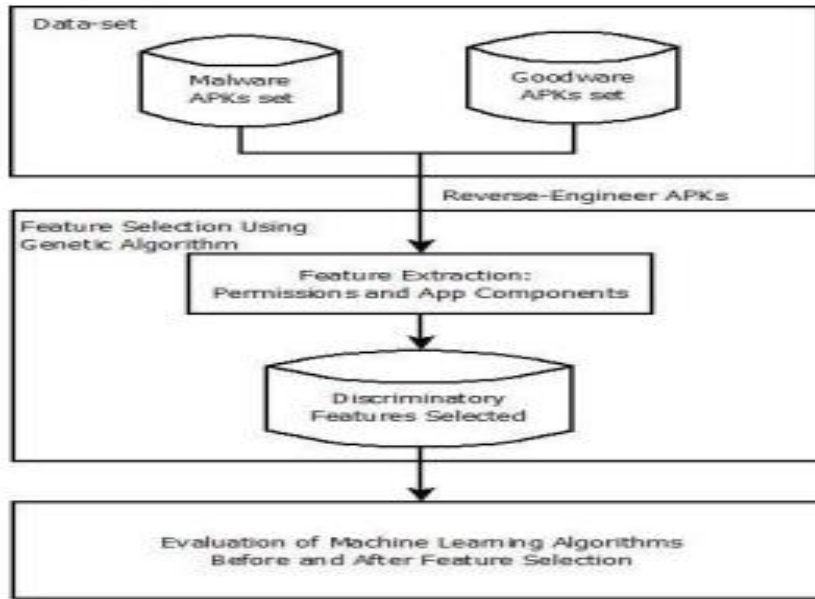 Data-set
Malware
APKs set
Goodware
APKs set
Reverse-Engineer APKs
Feature Selection Using
Genetic Algorithm
Feature Extraction:
Permissions and App Components
Discriminatory
Features Selected
Evaluation of Machine Learning Algorithms
Before and After Feature Selection